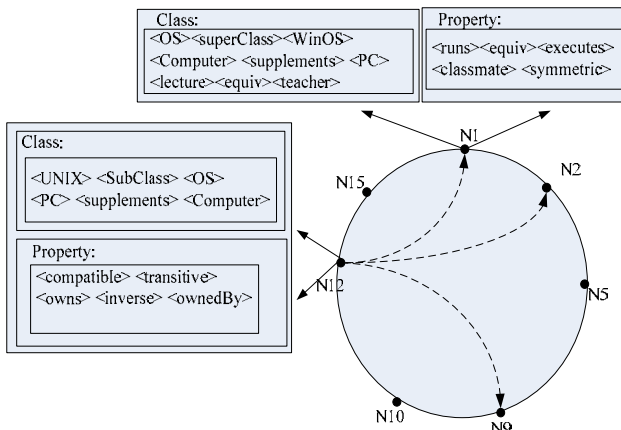 Class:
<OS><superClass><WinOS>
<Computer> <supplements> <PC>
<lecture><equiv><teacher>
Property:
<runs><equiv><executes>
<classmate> <symmetric>
Class:
<UNIX> <SubClass> <OS>
<PC> <supplements> <Computer>
Property:
<compatible> <transitive>
<owns> <inverse> <ownedBy>
N1
N2
N15
N12
N5
N10
N9